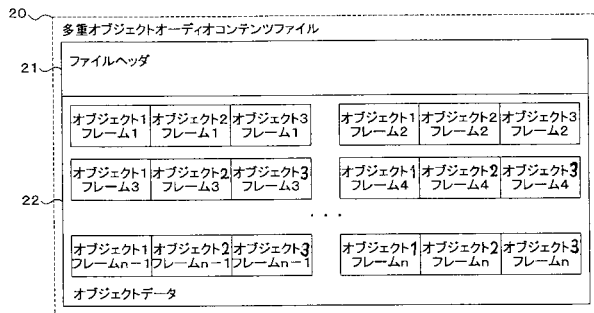 20
多重オブジェクトオーディオコンテンツファイル
21
ファイルヘッダ
オブジェクト1 オブジェクト2 オブジェクト3 オブジェクト1 オブジェクト2 オブジェクト3
フレーム1 フレーム1 フレーム1 フレーム2 フレーム2 フレーム2
オブジェクト1 オブジェクト2 オブジェクト3 オブジェクト1 オブジェクト2 オブジェクト3
フレーム3 フレーム3 フレーム3 フレーム4 フレーム4 フレーム4
22
・・・
オブジェクト1 オブジェクト2 オブジェクト3 オブジェクト1 オブジェクト2 オブジェクト3
フレームn-1 フレームn-1 フレームn-1 フレームn フレームn フレームn
オブジェクトデータ